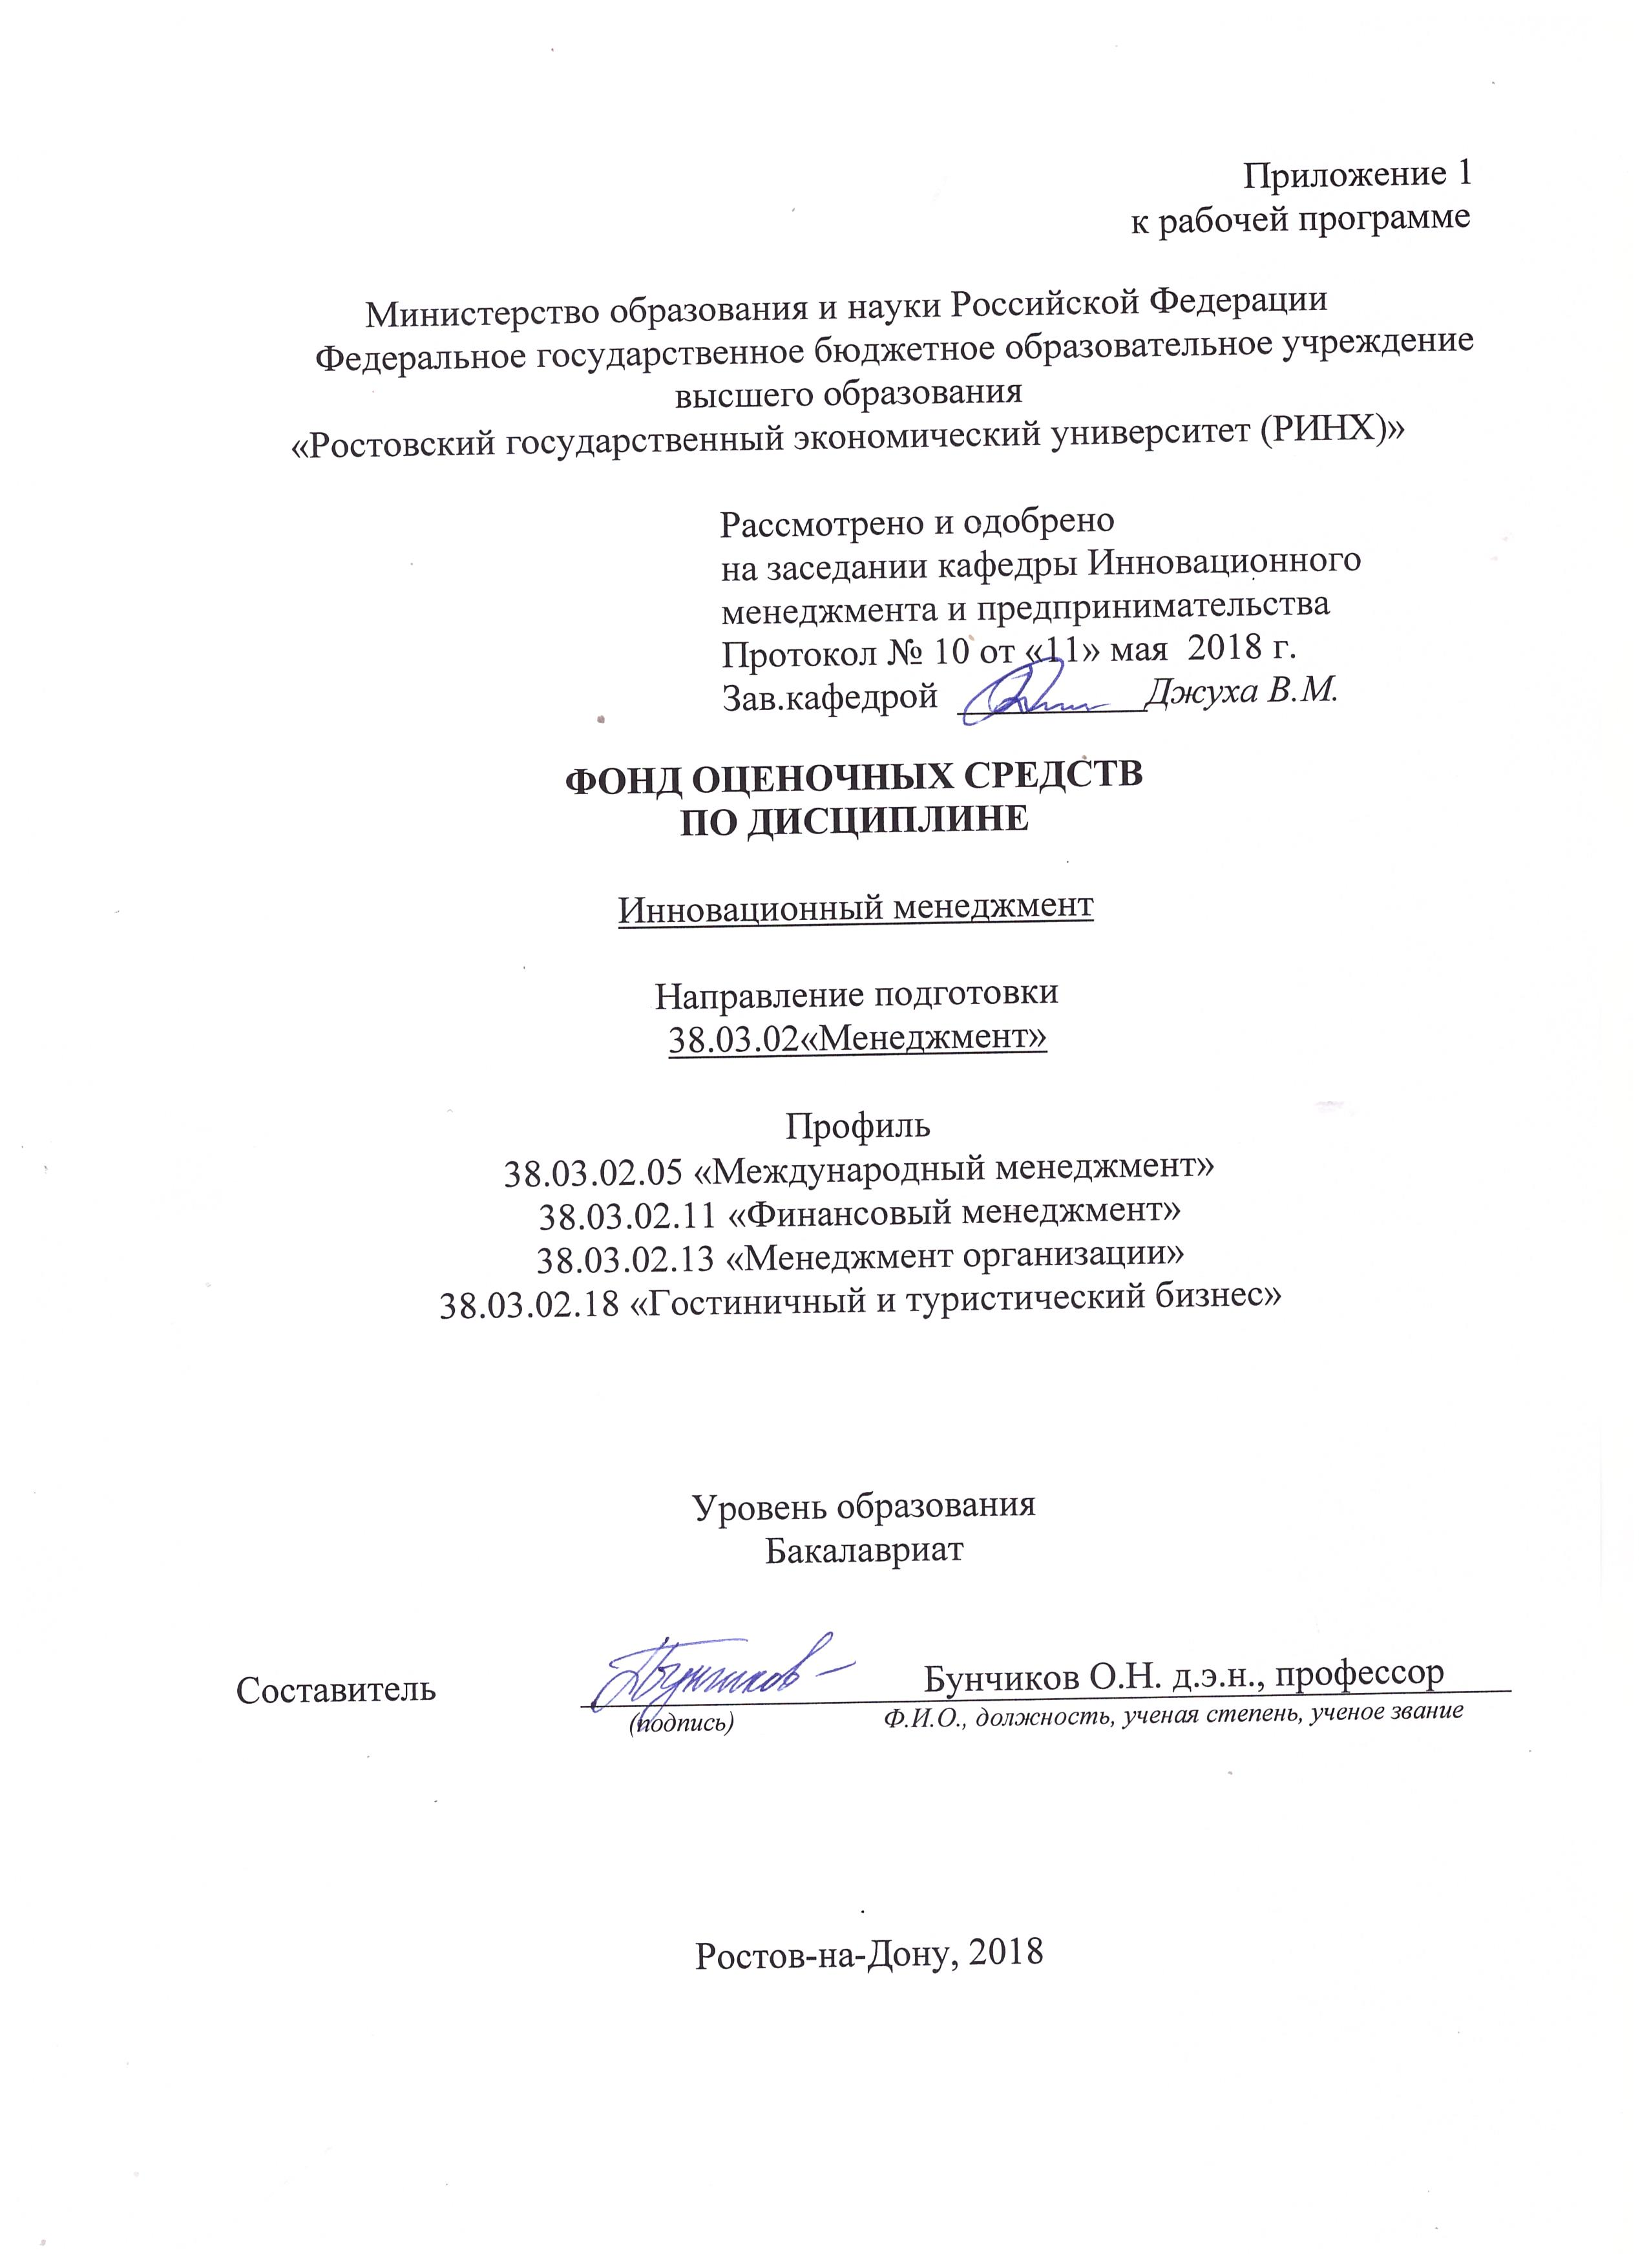 Приложение 1
к рабочей программе
Министерство образования и науки Российской Федерации
Федеральное государственное бюджетное образовательное учреждение
высшего образования
«Ростовский государственный экономический университет (РИНХ)»
Рассмотрено и одобрено
на заседании кафедры Инновационного
менеджмента и предпринимательства
Протокол № 10 от «11» мая 2018 г.
Зав.кафедрой Джуха В.М.
ФОНД ОЦЕНОЧНЫХ СРЕДСТВ
ПО ДИСЦИПЛИНЕ
Инновационный менеджмент
Направление подготовки
38.03.02«Менеджмент»
Профиль
38.03.02.05 «Международный менеджмент»
38.03.02.11 «Финансовый менеджмент»
38.03.02.13 «Менеджмент организации»
38.03.02.18 «Гостиничный и туристический бизнес»
Уровень образования
Бакалавриат
Составитель Бунчиков О.Н. д.э.н., профессор
(подпись) Ф.И.О., должность, ученая степень, ученое звание
Ростов-на-Дону, 2018